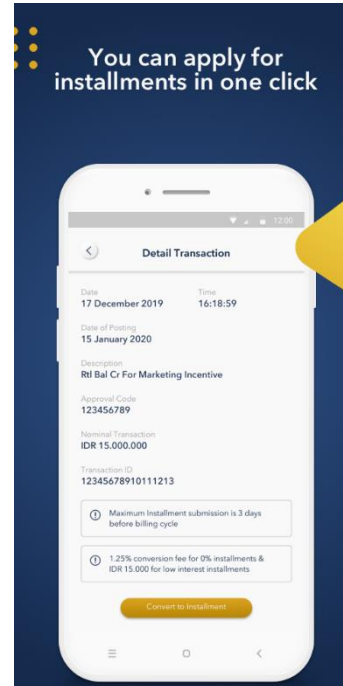 You can apply for
installments in one click
12:00
Detail Transaction
Date Time
17 December 2019 16:18:59
Date of Posting
15 January 2020
Description
Rtl Bal Cr For Marketing Incentive
Approval Code
123456789
Nominal Transaction
IDR 15.000.000
Transaction ID
12345678910111213
Maximum Installment submission is 3 days
before billing cycle
1.25% conversion fee for 0% installments &
IDR 15.000 for low interest installments
Convert to Installment